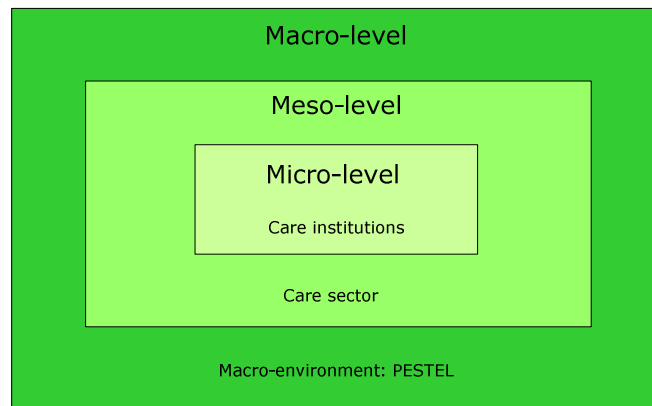 Macro-level
Meso-level
Micro-level
Care institutions
Care sector
Macro-environment: PESTEL